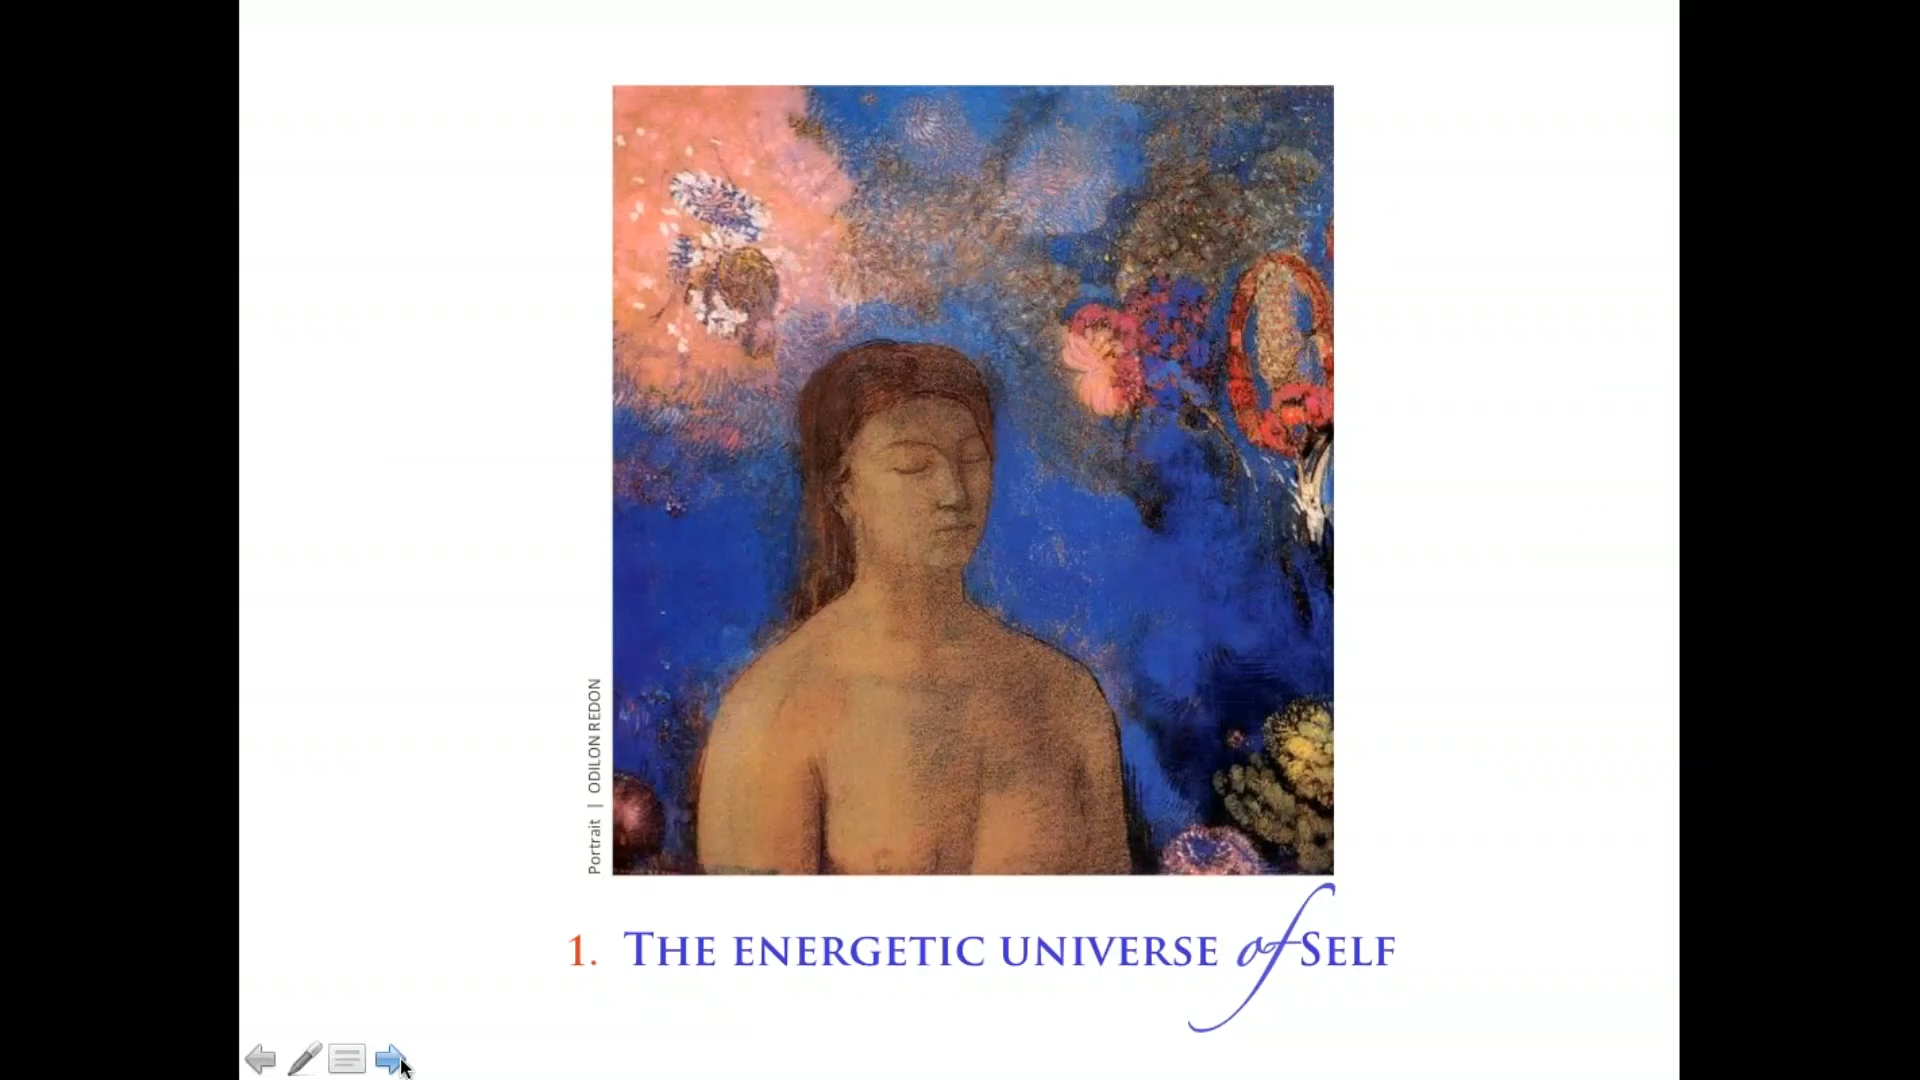 Portrait | ODILON REDON
1. THE ENERGETIC UNIVERSE of SELF